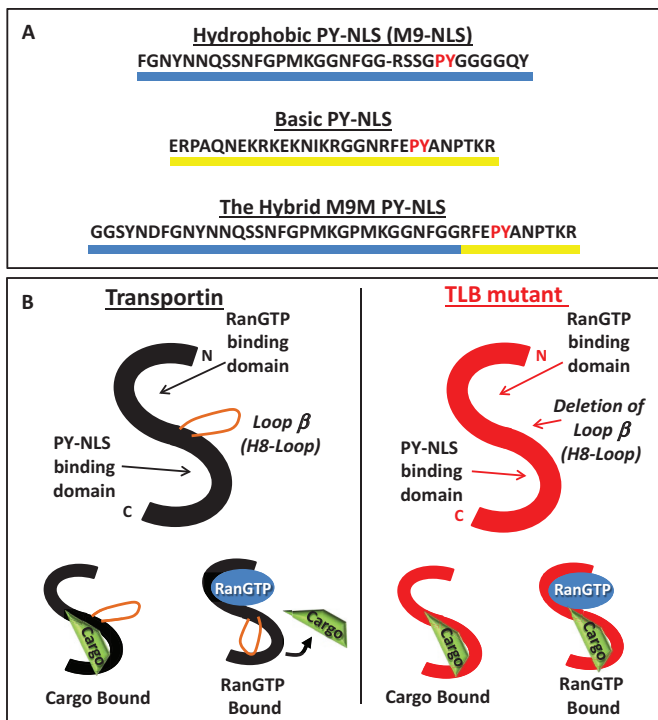 A
Hydrophobic PY-NLS (M9-NLS)
FGNYNNQSSNFGPMKGGNFGG-RSSGPYGGGGQY
Basic PY-NLS
ERPAQNEKRKEKNIKRGGNRFEPYANPTKR
The Hybrid M9M PY-NLS
GGSYNDFGNYNNQSSNFGPMKGPMKGGNFGGRFEPYANPTKR
B
Transportin
RanGTP
binding
domain
N
Loop β
(H8-Loop)
PY-NLS
binding
domain
C
Cargo
Cargo Bound
RanGTP
Cargo
RanGTP
Bound
TLB mutant
RanGTP
binding
domain
N
Deletion of
Loop β
(H8-Loop)
PY-NLS
binding
domain
C
Cargo
Cargo Bound
RanGTP
Cargo
RanGTP
Bound